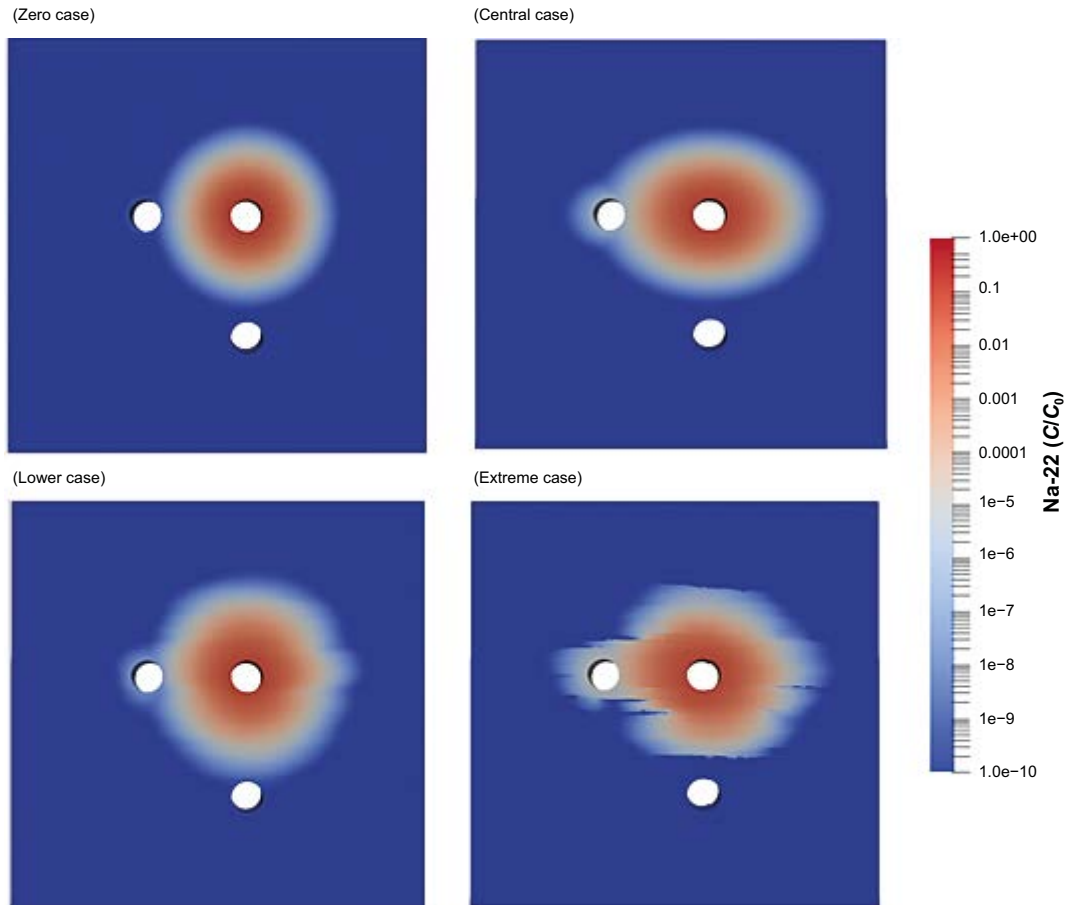 (Zero case)
(Central case)
(Lower case)
(Extreme case)
1.0e+00
0.1
0.01
0.001
0.0001
1e−5
1e−6
1e−7
1e−8
1e−9
1.0e−10
Na-22 (C/C₀)